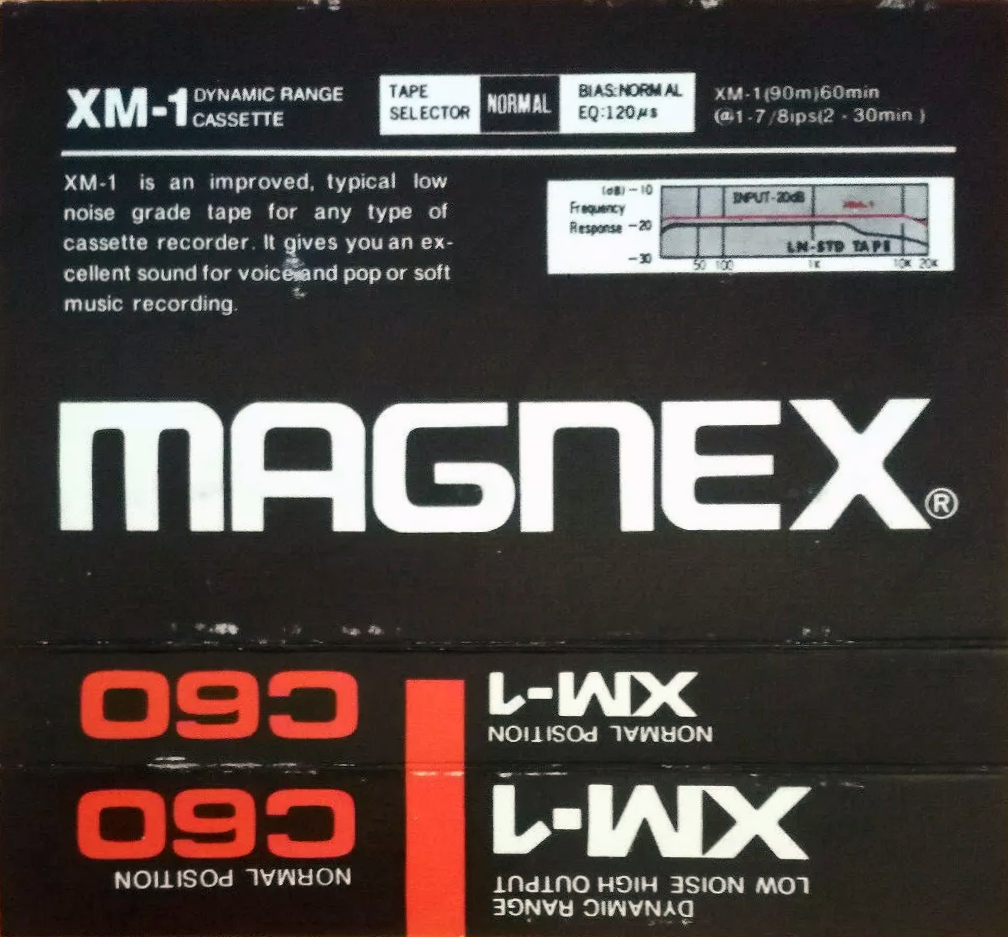 XM-1 DYNAMIC RANGE CASSETTE
TAPE SELECTOR NORMAL BIAS:NORMAL EQ:120μs
XM-1(90m)60min
(@1-7/8ips(2 - 30min )
XM-1 is an improved, typical low
noise grade tape for any type of
cassette recorder. It gives you an ex-
cellent sound for voice and pop or soft
music recording.
(dB) -10
Frequency
Response -20
-30
INPUT-20dB
XM-1
LN-STD TAPE
50 100 1K 10K 20K
MAGNEX®
C60
XM-1
NORMAL POSITION
C60
NORMAL POSITION
DYNAMIC RANGE
LOW NOISE HIGH OUTPUT
XM-1